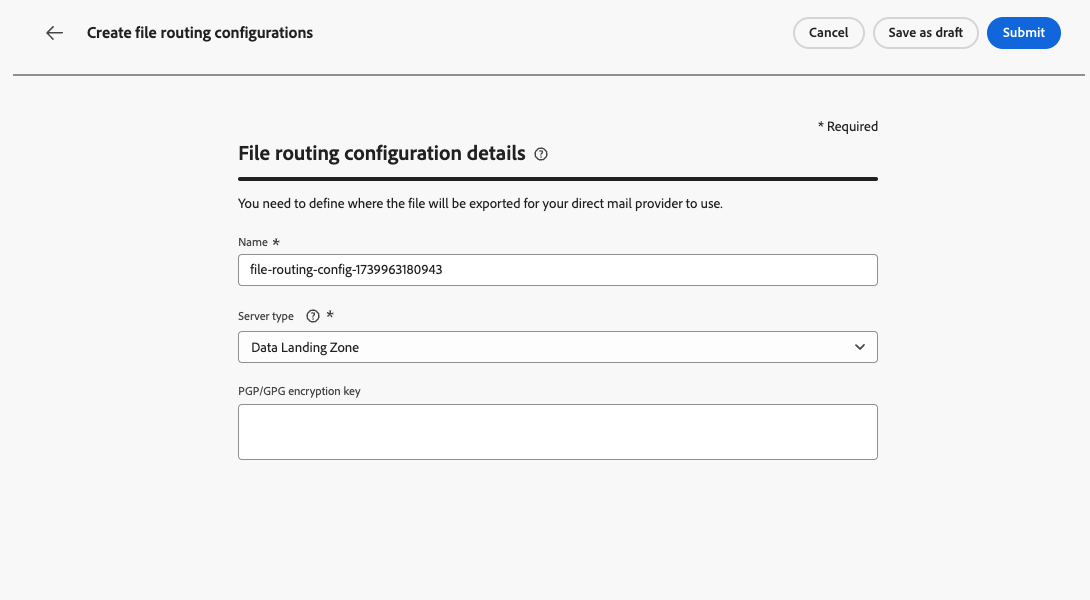 Create file routing configurations
Cancel
Save as draft
Submit
* Required
File routing configuration details ?
You need to define where the file will be exported for your direct mail provider to use.
Name *
file-routing-config-1739963180943
Server type ? *
Data Landing Zone
PGP/GPG encryption key